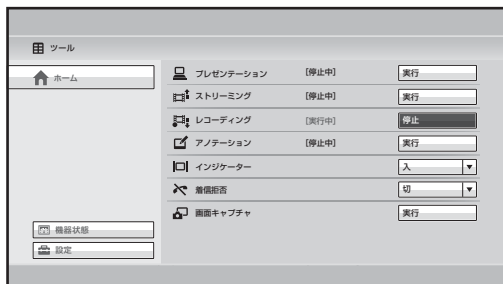 ツール
ホーム
プレゼンテーション [停止中] 実行
ストリーミング [停止中] 実行
レコーディング [実行中] 停止
アノテーション [停止中] 実行
インジケーター 入
着信拒否 切
画面キャプチャ 実行
機器状態
設定